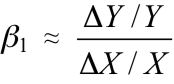 β₁ ≈ (ΔY / Y) / (ΔX / X)